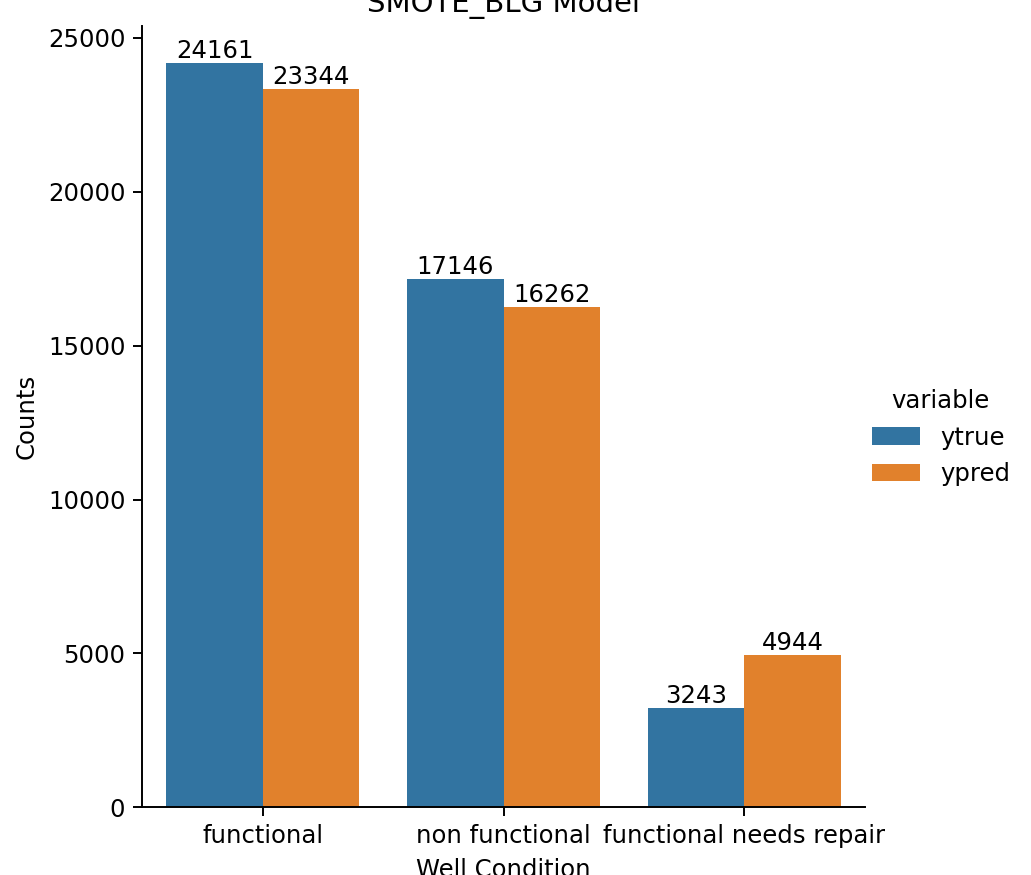 SMOTE_BLG Model
25000
24161
23344
20000
17146
16262
15000
Counts
variable
ytrue
ypred
10000
5000
4944
3243
0
functional
non functional
functional needs repair
Well Condition